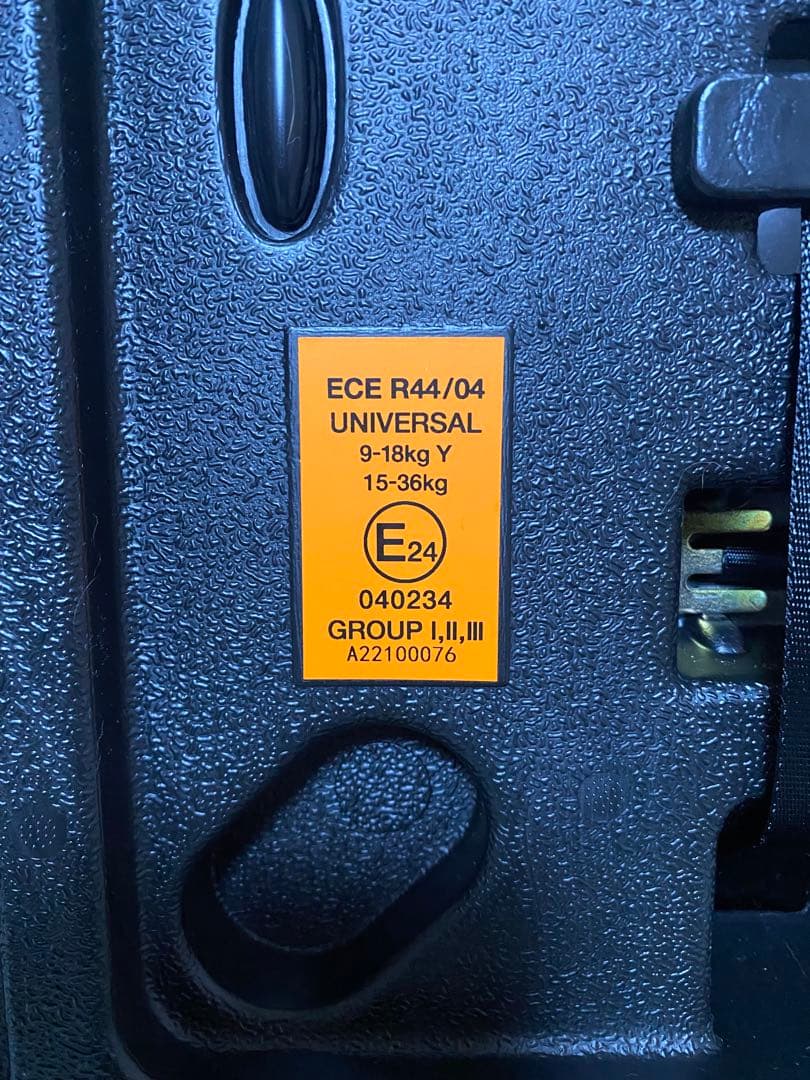 ECE R44/04
UNIVERSAL
9-18kg Y
15-36kg
E24
040234
GROUP I,II,III
A22100076